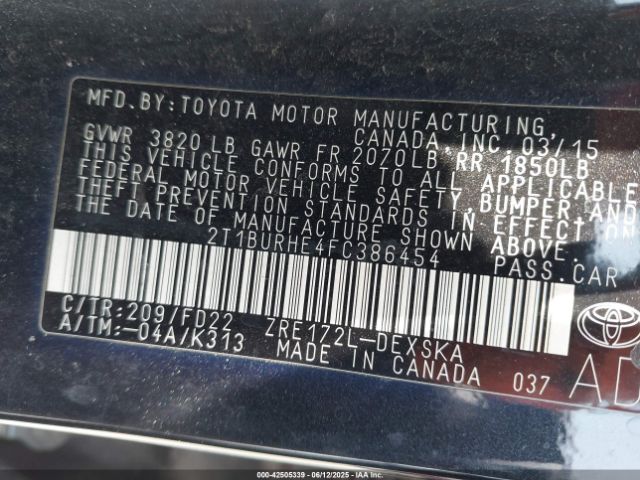 MFD. BY: TOYOTA MOTOR MANUFACTURING,
CANADA, INC. 03/15
GVWR 3820 LB GAWR FR 2070LB RR 1850LB
THIS VEHICLE CONFORMS TO ALL APPLICABLE
FEDERAL MOTOR VEHICLE SAFETY, BUMPER, AND
THEFT PREVENTION STANDARDS IN EFFECT ON
THE DATE OF MANUFACTURE SHOWN ABOVE.
2T1BURHE4FC386454 PASS. CAR
C/TR: 209/FD22 ZRE172L-DEXSKA
A/TM: -04A/K313 MADE IN CANADA 037
AD
000-42505339 - 06/12/2025 - IAAI.COM